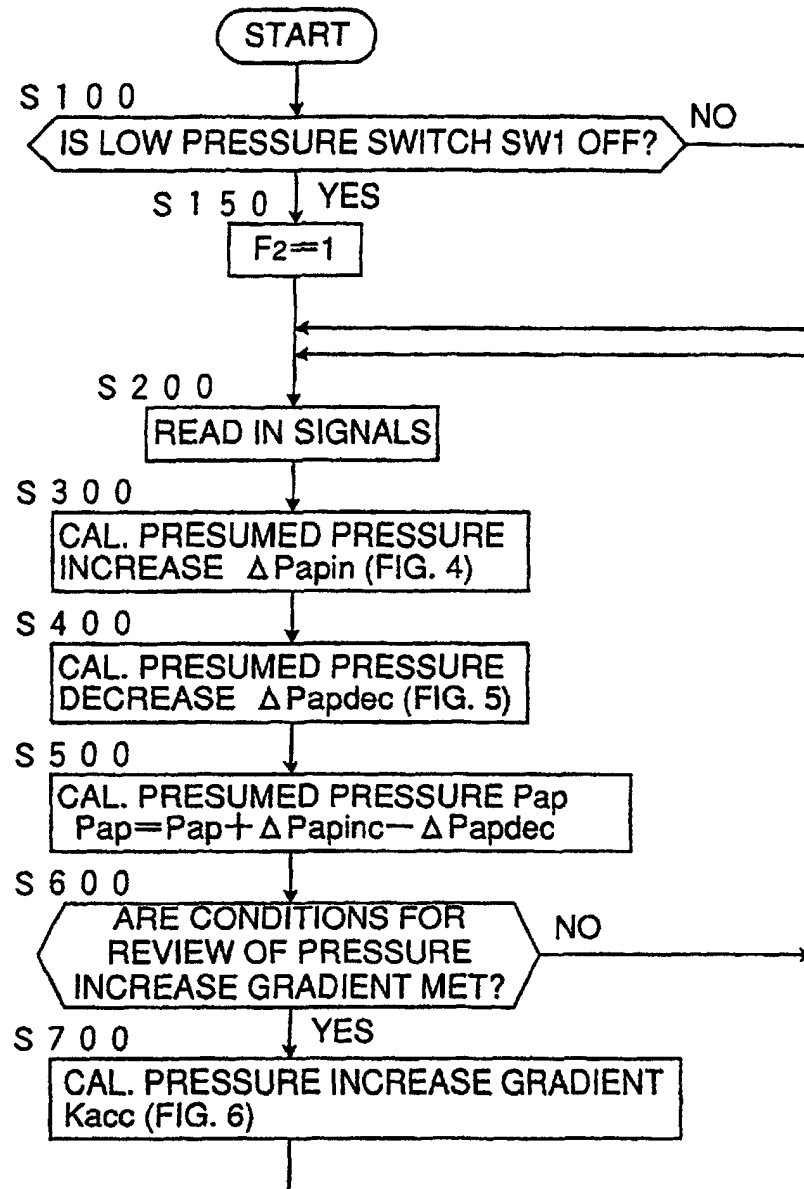 START
S100
IS LOW PRESSURE SWITCH SW1 OFF?
NO
YES
S150
F2=1
S200
READ IN SIGNALS
S300
CAL. PRESUMED PRESSURE
INCREASE ΔPapin (FIG. 4)
S400
CAL. PRESUMED PRESSURE
DECREASE ΔPapdec (FIG. 5)
S500
CAL. PRESUMED PRESSURE Pap
Pap=Pap+ΔPapinc-ΔPapdec
S600
ARE CONDITIONS FOR
REVIEW OF PRESSURE
INCREASE GRADIENT MET?
NO
YES
S700
CAL. PRESSURE INCREASE GRADIENT
Kacc (FIG. 6)